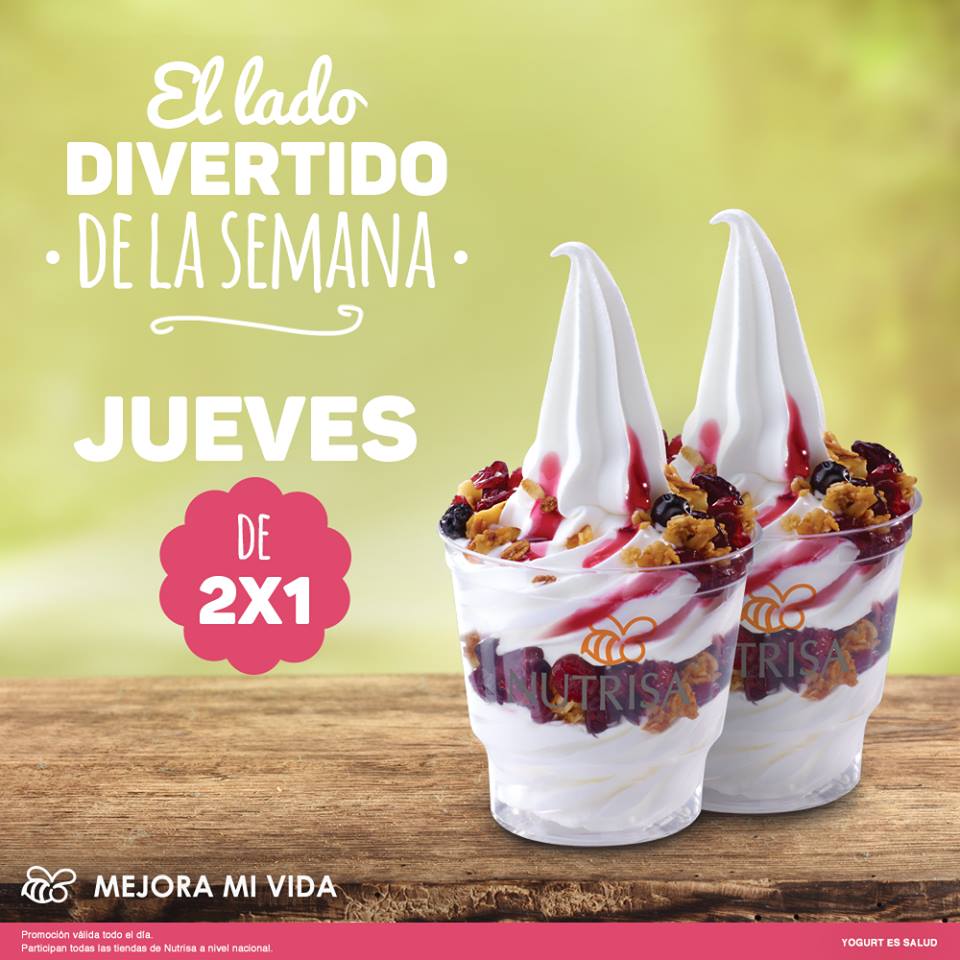 El lado
DIVERTIDO
• DE LA SEMANA •
JUEVES
DE
2X1
NUTRISA
TRISA
MEJORA MI VIDA
Promoción válida todo el día.
Participan todas las tiendas de Nutrisa a nivel nacional.
YOGURT ES SALUD